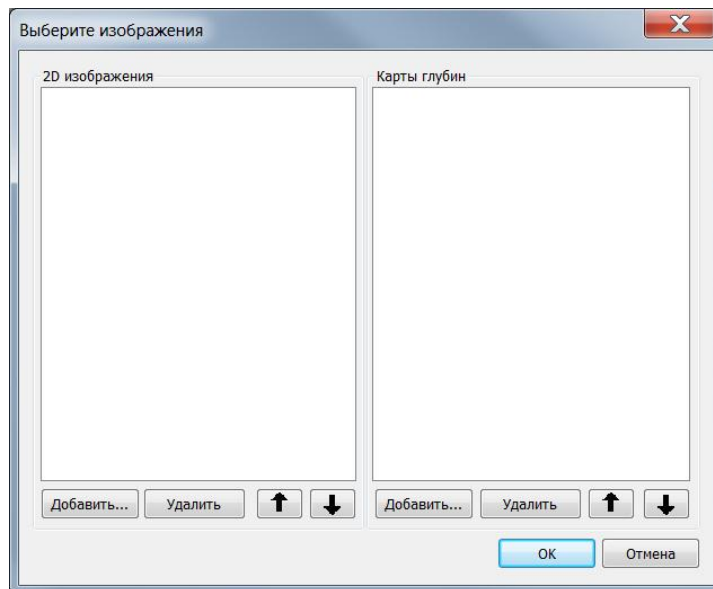 Выберите изображения
2D изображения
Карты глубин
Добавить... Удалить Добавить... Удалить
OK Отмена